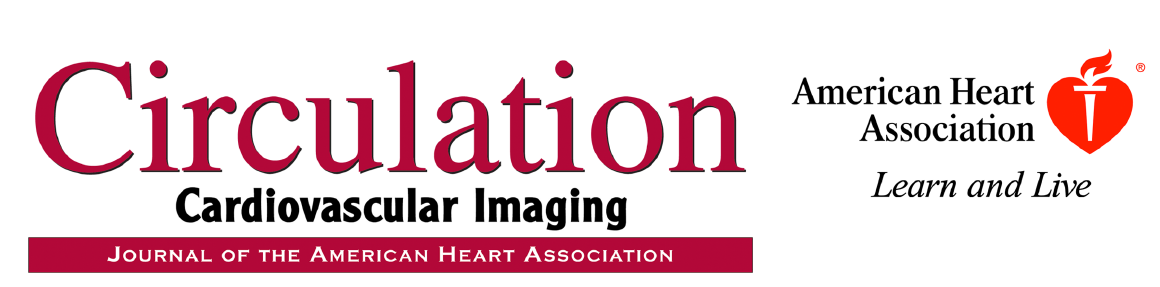 Circulation
Cardiovascular Imaging
JOURNAL OF THE AMERICAN HEART ASSOCIATION
American Heart
Association
®
Learn and Live